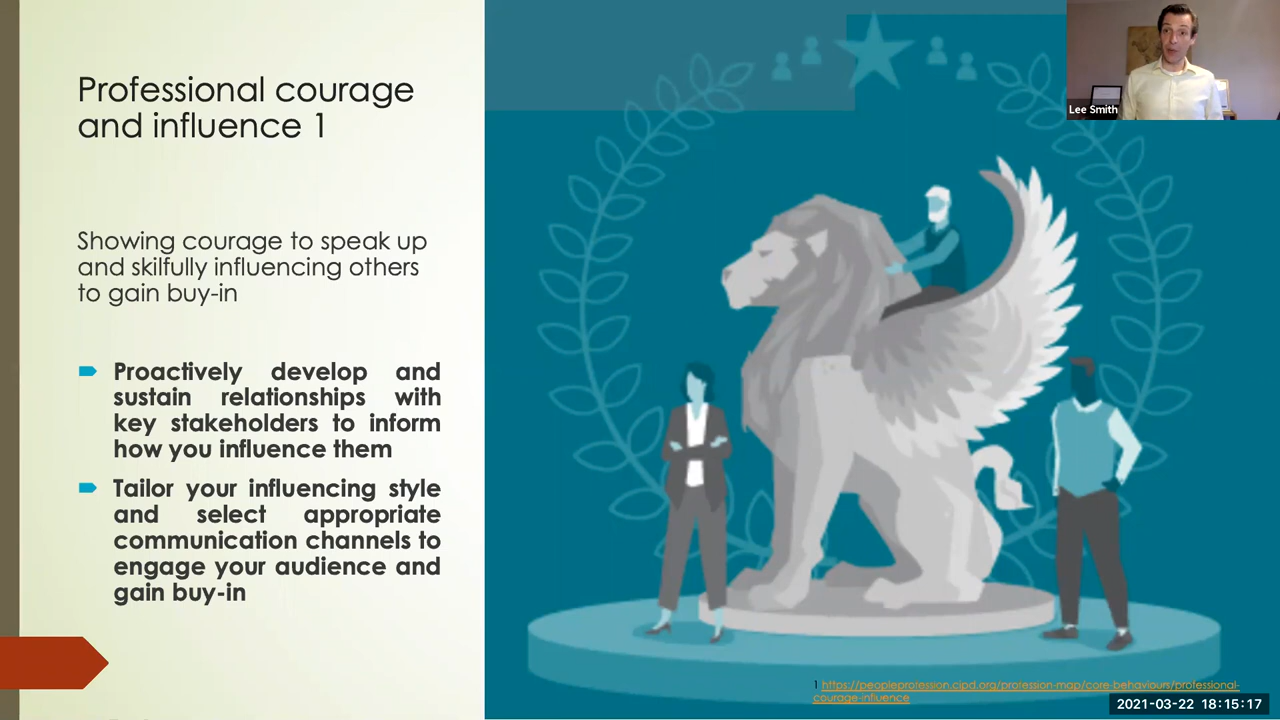 Professional courage
and influence 1
Showing courage to speak up
and skilfully influencing others
to gain buy-in
Proactively develop and
sustain relationships with
key stakeholders to inform
how you influence them
Tailor your influencing style
and select appropriate
communication channels to
engage your audience and
gain buy-in
Lee Smith
1 https://peopleprofession.cipd.org/profession-map/core-behaviours/professional-
courage-influence
2021-03-22 18:15:17